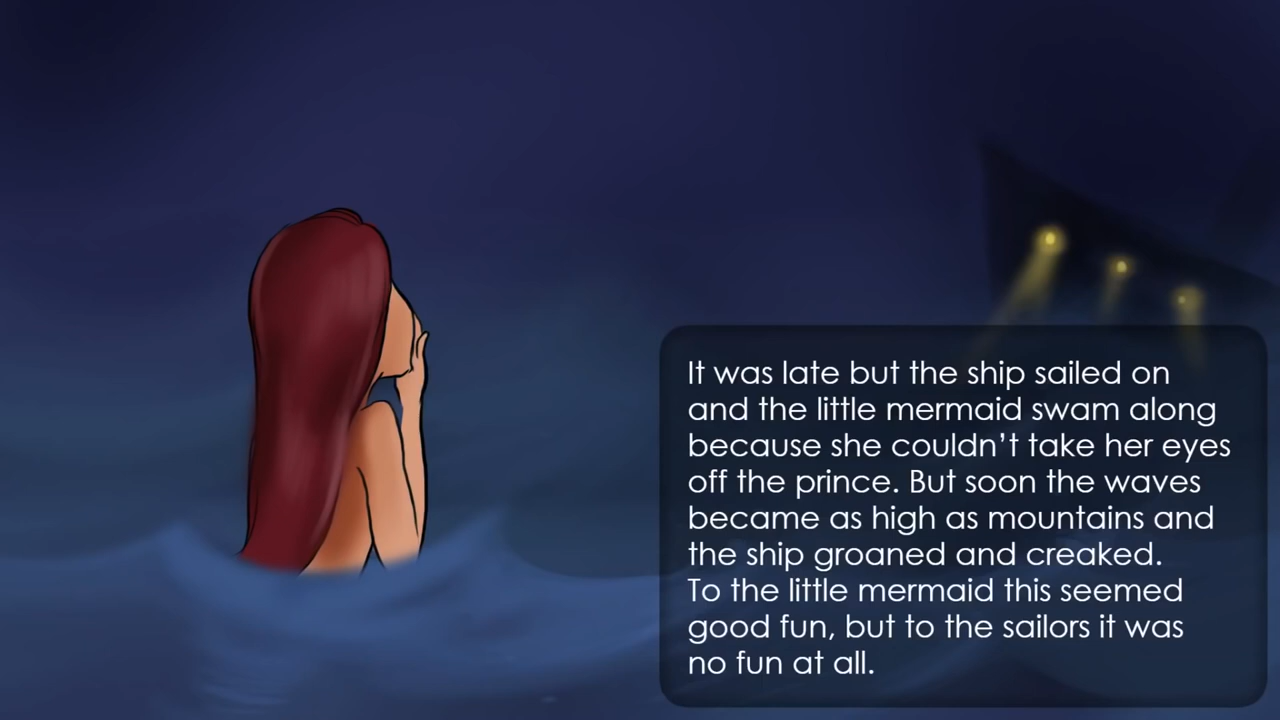 It was late but the ship sailed on
and the little mermaid swam along
because she couldn’t take her eyes
off the prince. But soon the waves
became as high as mountains and
the ship groaned and creaked.
To the little mermaid this seemed
good fun, but to the sailors it was
no fun at all.